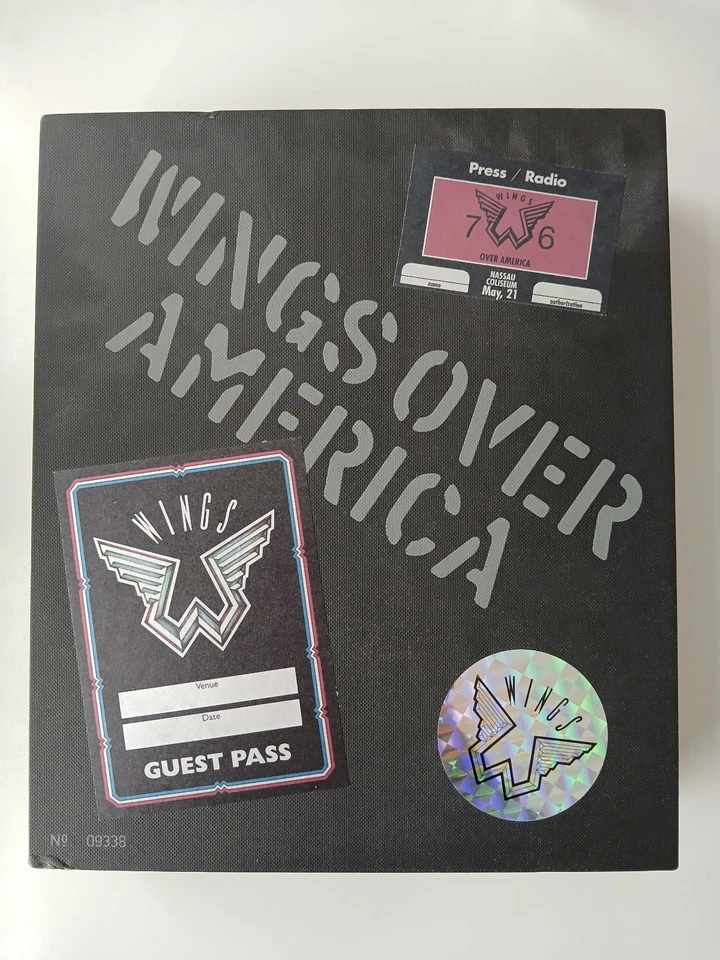 WINGS OVER
AMERICA
Press / Radio
WINGS
7 6
OVER AMERICA
NASSAU
COLISEUM
May, 21
name
authorization
WINGS
Venue
Date
GUEST PASS
WINGS
Nº 09338